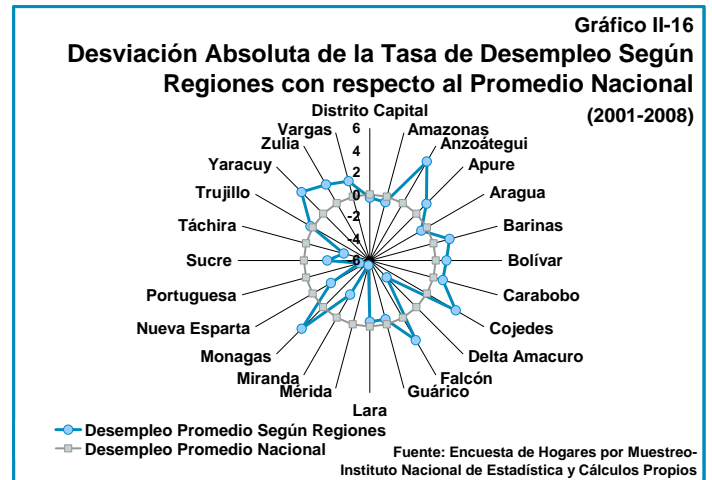 Gráfico II-16
Desviación Absoluta de la Tasa de Desempleo Según
Regiones con respecto al Promedio Nacional
(2001-2008)
Distrito Capital
Amazonas
Anzoátegui
Apure
Aragua
Barinas
Bolívar
Carabobo
Cojedes
Delta Amacuro
Falcón
Guárico
Lara
Mérida
Miranda
Monagas
Nueva Esparta
Portuguesa
Sucre
Táchira
Trujillo
Yaracuy
Zulia
Vargas
6
4
2
0
-2
-4
-6
Desempleo Promedio Según Regiones
Desempleo Promedio Nacional
Fuente: Encuesta de Hogares por Muestreo-
Instituto Nacional de Estadística y Cálculos Propios